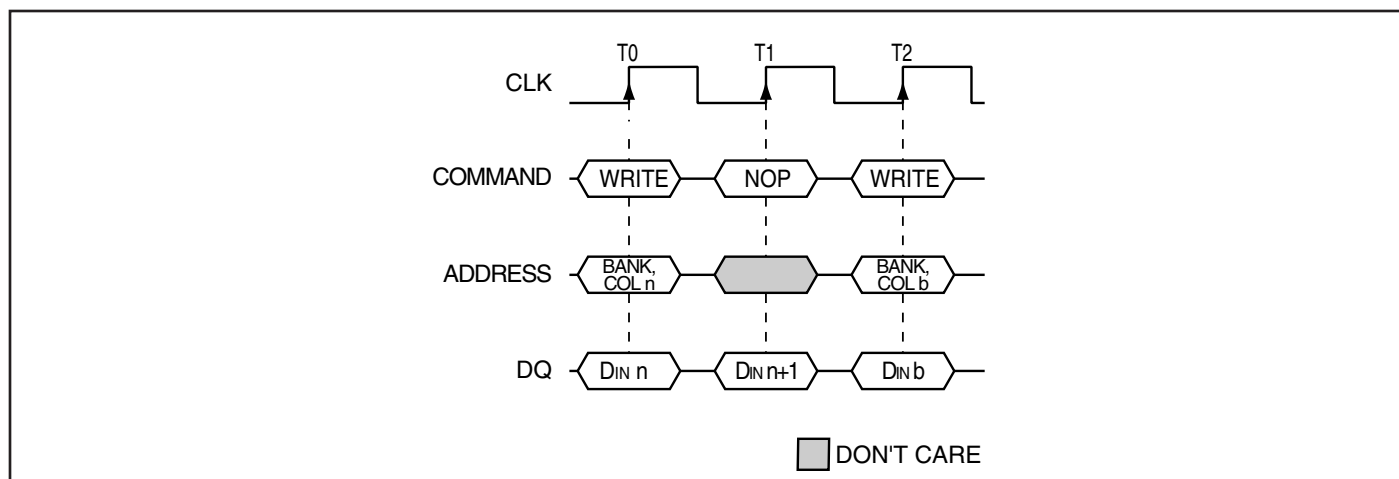 T0 T1 T2
CLK
COMMAND WRITE NOP WRITE
ADDRESS BANK, COL n BANK, COL b
DQ DIN n DIN n+1 DIN b
DON'T CARE